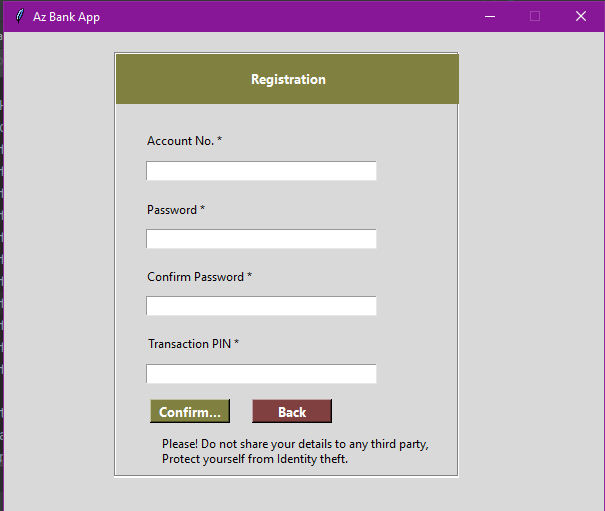 Az Bank App
Registration
Account No. *
Password *
Confirm Password *
Transaction PIN *
Confirm... Back
Please! Do not share your details to any third party,
Protect yourself from Identity theft.